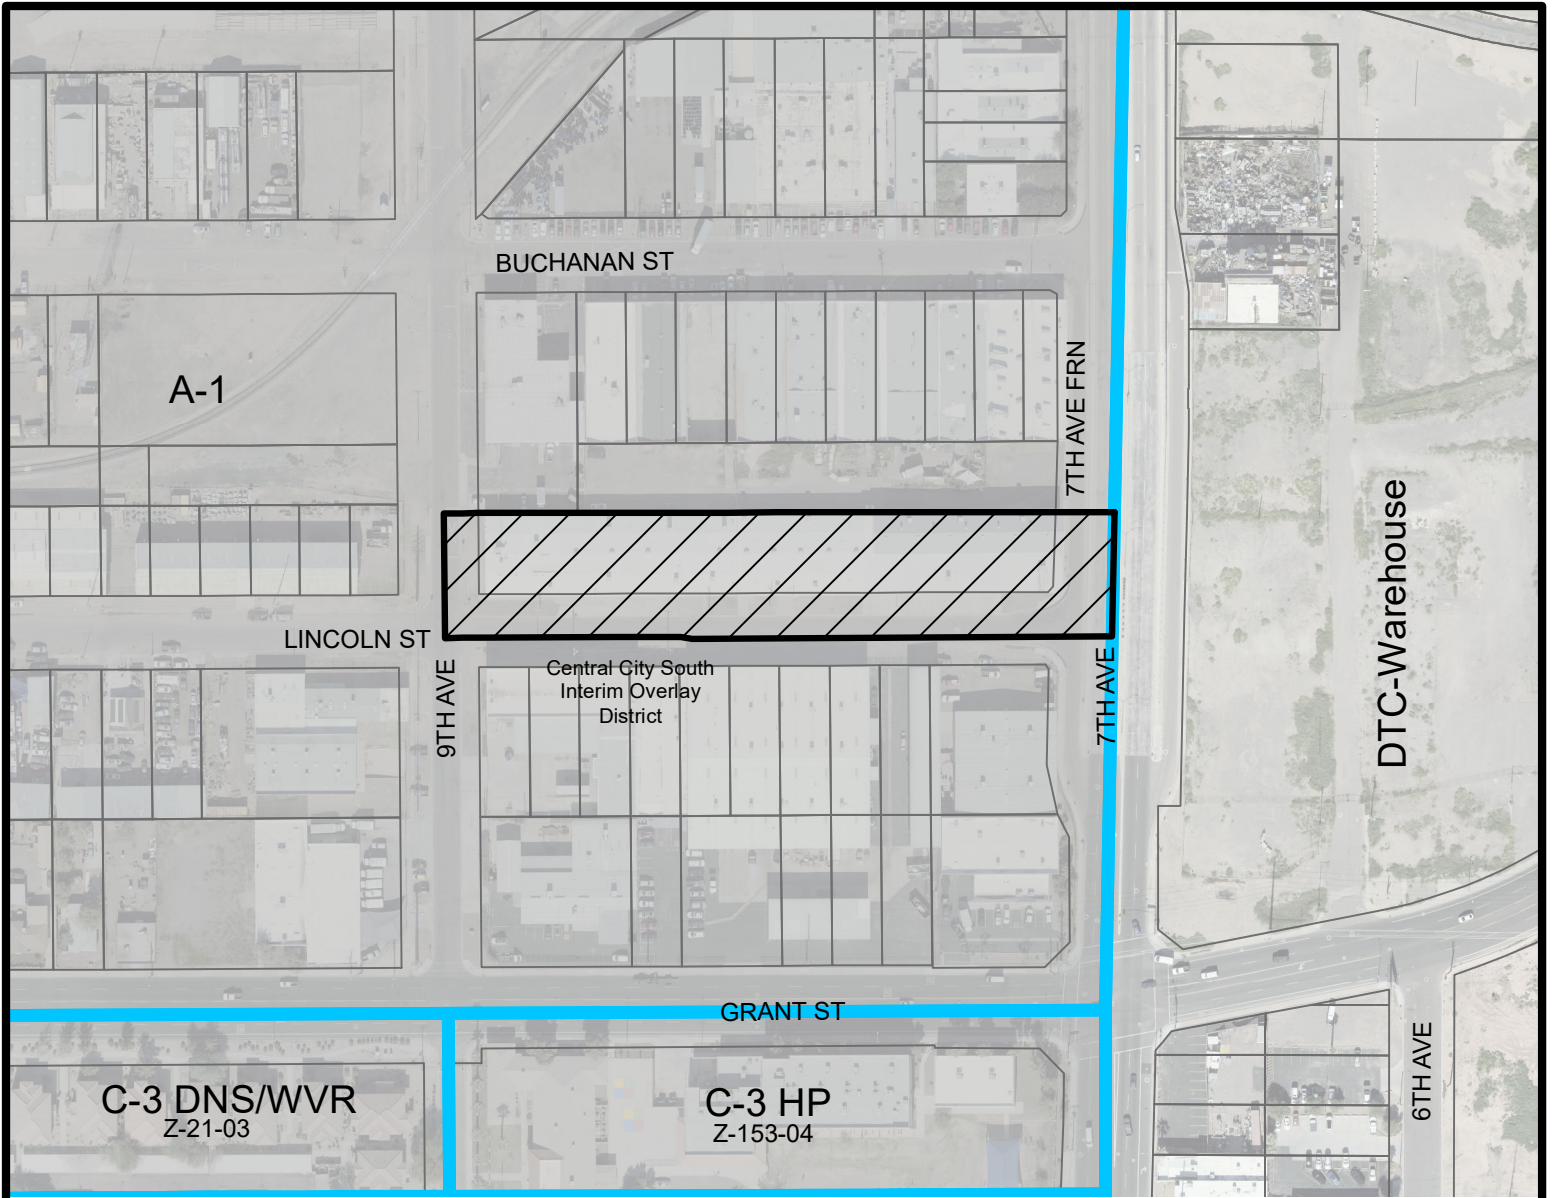 BUCHANAN ST
A-1
7TH AVE FRN
DTC-Warehouse
LINCOLN ST
9TH AVE
Central City South
Interim Overlay
District
7TH AVE
GRANT ST
6TH AVE
C-3 DNS/WVR
Z-21-03
C-3 HP
Z-153-04